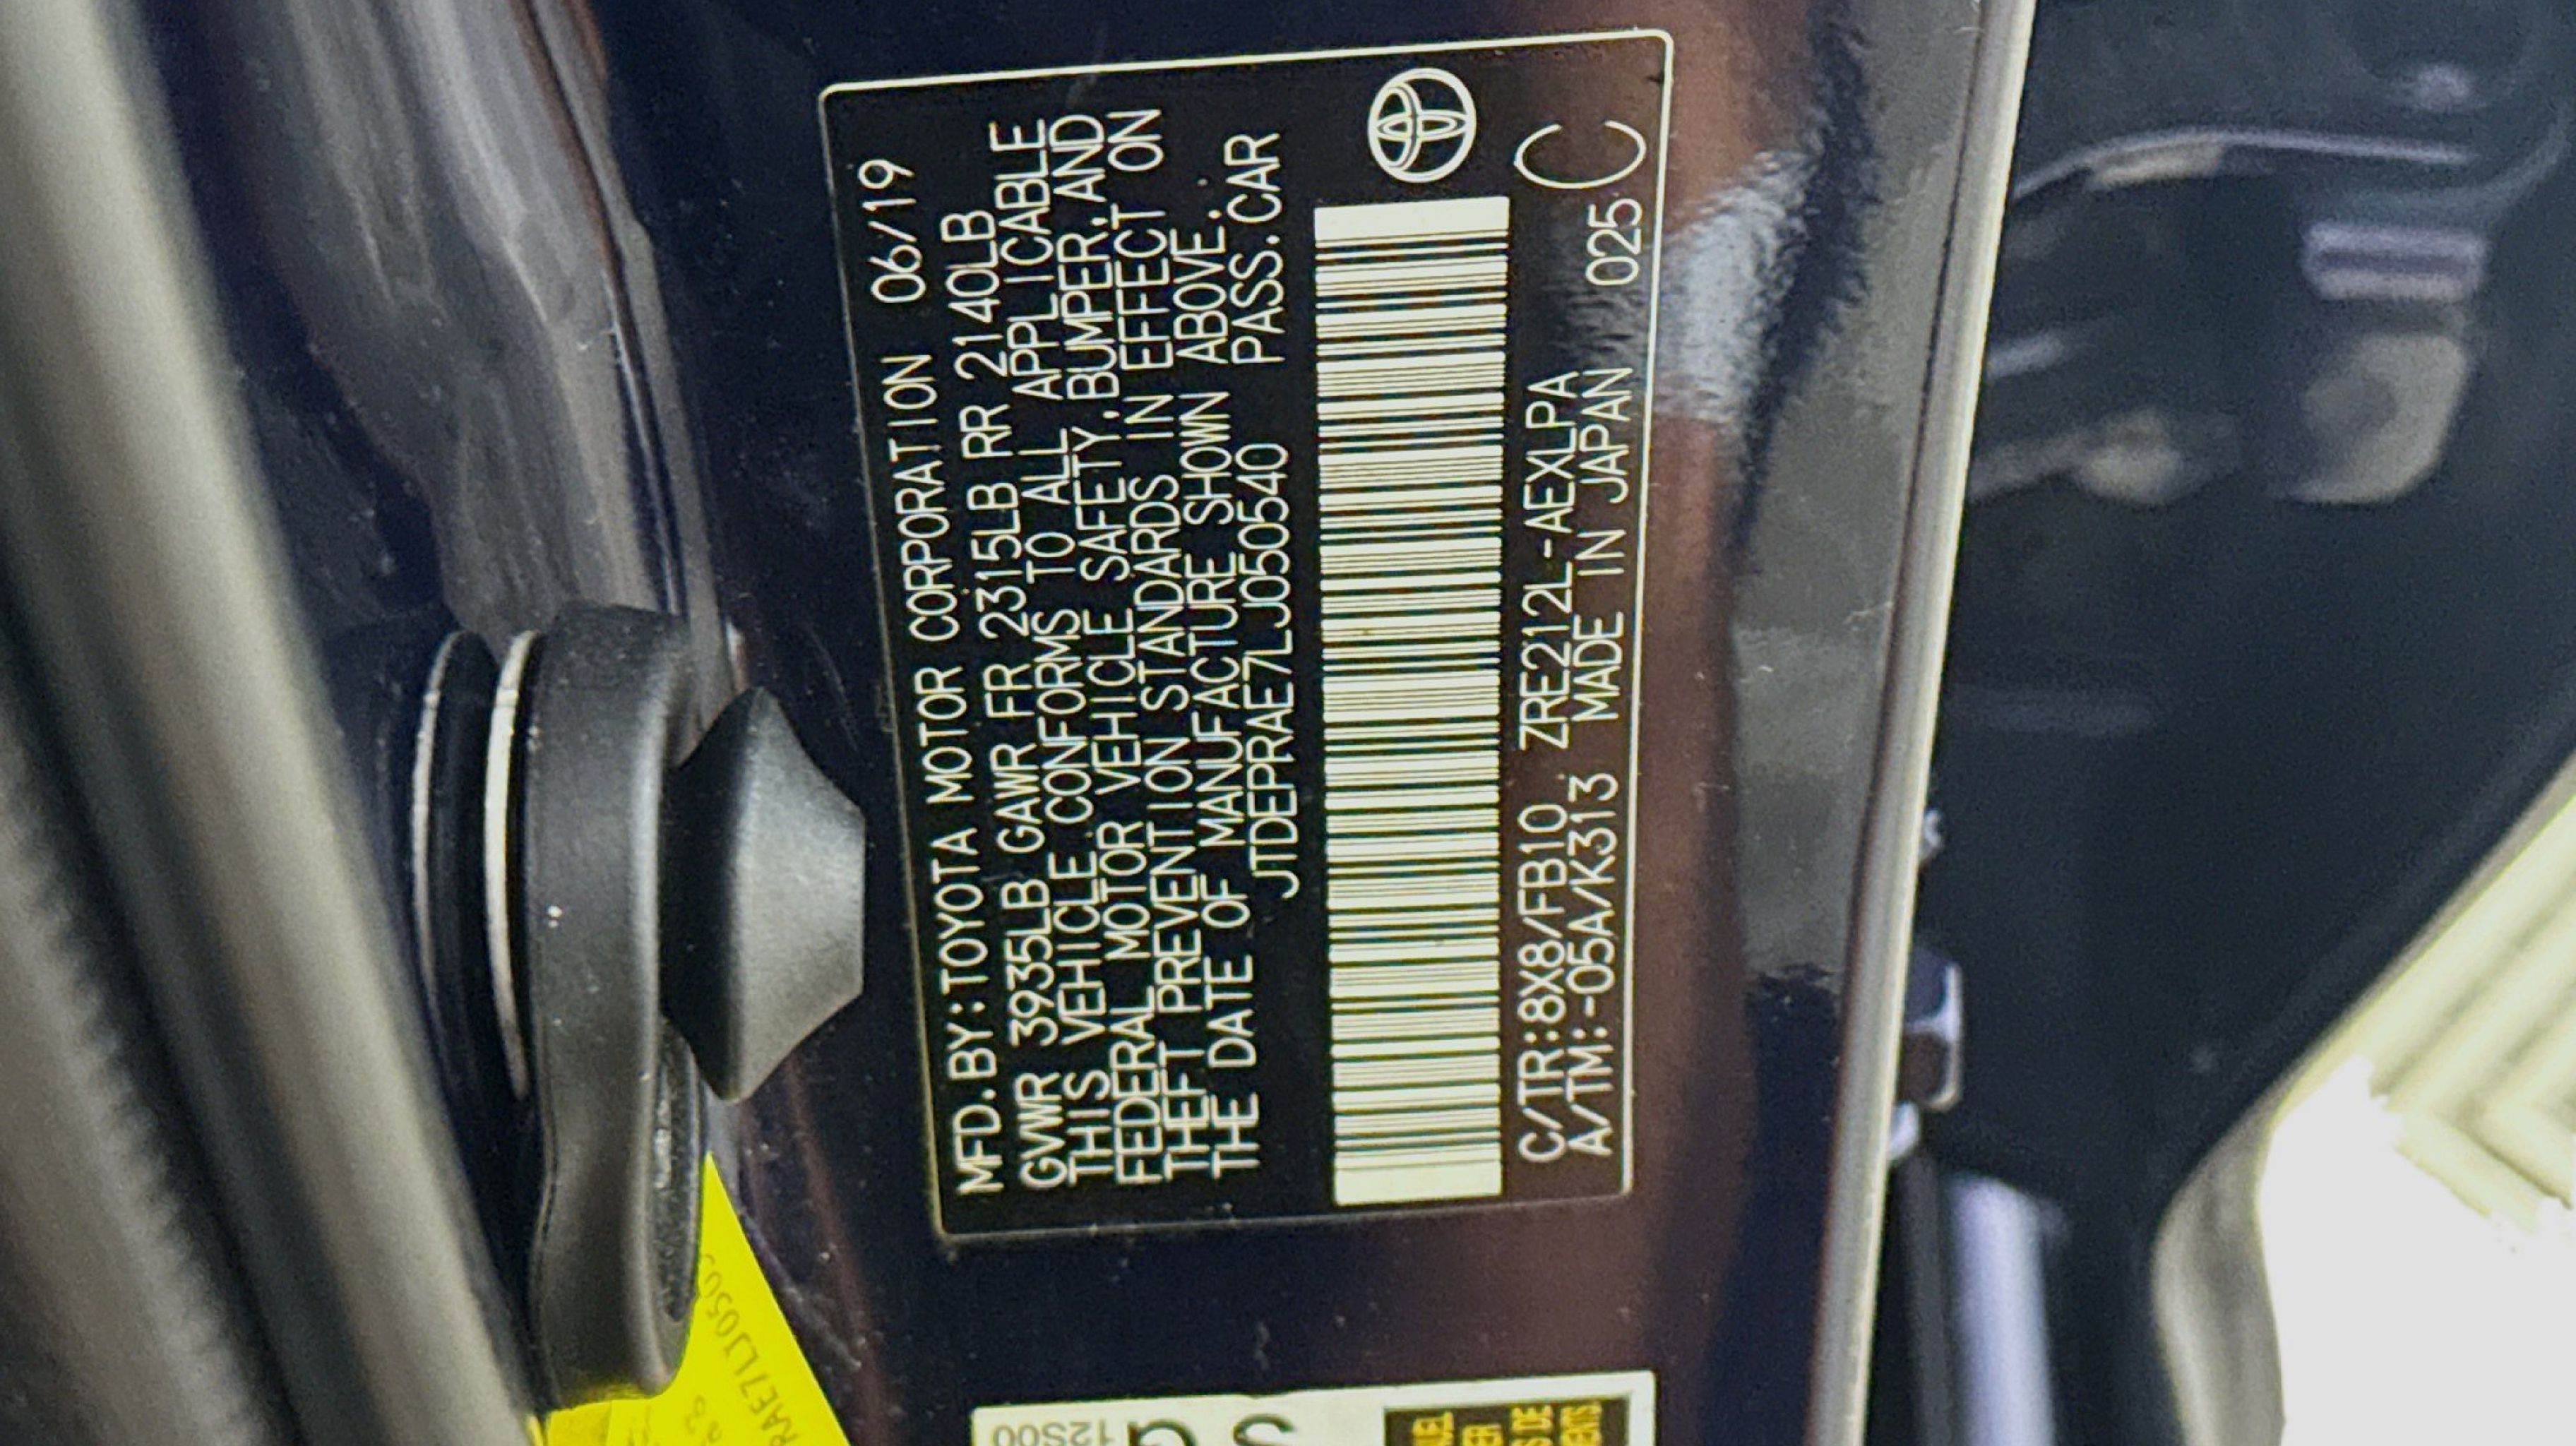 MFD.BY:TOYOTA MOTOR CORPORATION 06/19
GVWR 3935LB GAWR FR 2315LB RR 2140LB
THIS VEHICLE CONFORMS TO ALL APPLICABLE
FEDERAL MOTOR VEHICLE SAFETY,BUMPER,AND
THEFT PREVENTION STANDARDS IN EFFECT ON
THE DATE OF MANUFACTURE SHOWN ABOVE.
JTDEPRAE7LJ050540 PASS.CAR
C/TR:8X8/FB10 ZRE212L-AEXLPA
A/TM:-05A/K313 MADE IN JAPAN 025 C
12S00